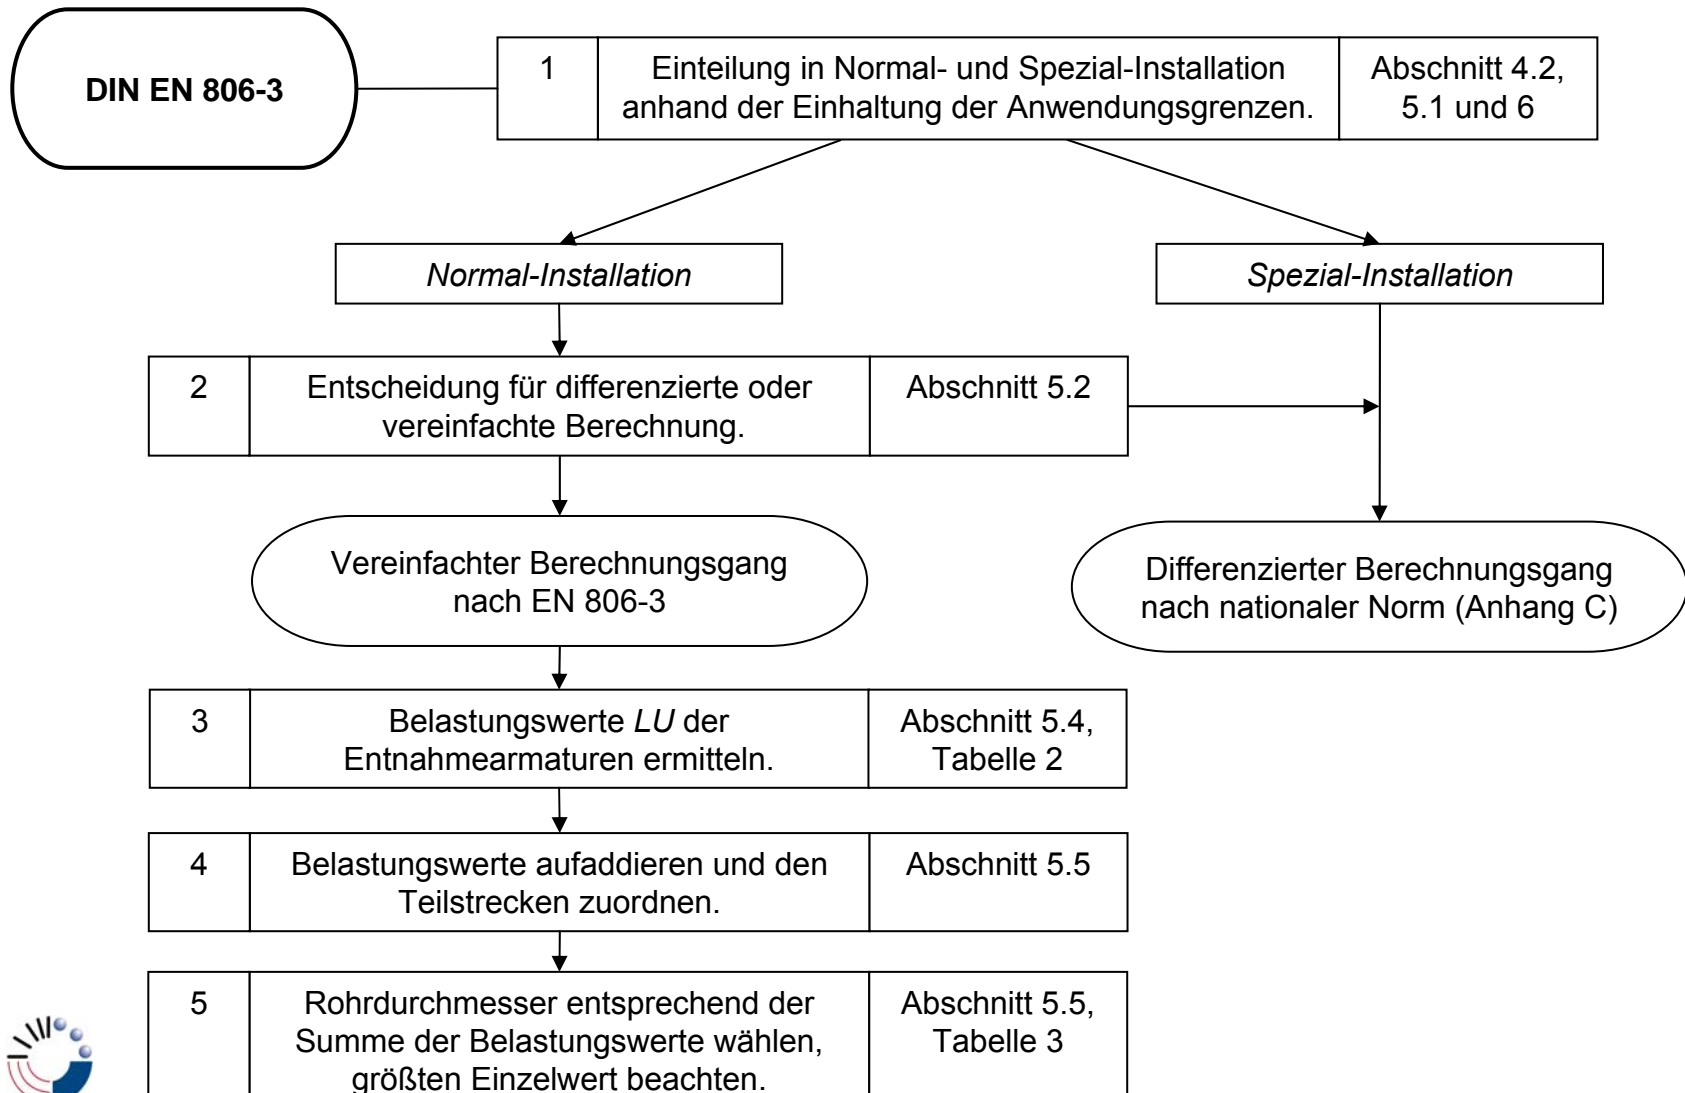 DIN EN 806-3
1
Einteilung in Normal- und Spezial-Installation
anhand der Einhaltung der Anwendungsgrenzen.
Abschnitt 4.2,
5.1 und 6
Normal-Installation
Spezial-Installation
2
Entscheidung für differenzierte oder
vereinfachte Berechnung.
Abschnitt 5.2
Vereinfachter Berechnungsgang
nach EN 806-3
Differenzierter Berechnungsgang
nach nationaler Norm (Anhang C)
3
Belastungswerte LU der
Entnahmearmaturen ermitteln.
Abschnitt 5.4,
Tabelle 2
4
Belastungswerte aufaddieren und den
Teilstrecken zuordnen.
Abschnitt 5.5
5
Rohrdurchmesser entsprechend der
Summe der Belastungswerte wählen,
größten Einzelwert beachten.
Abschnitt 5.5,
Tabelle 3